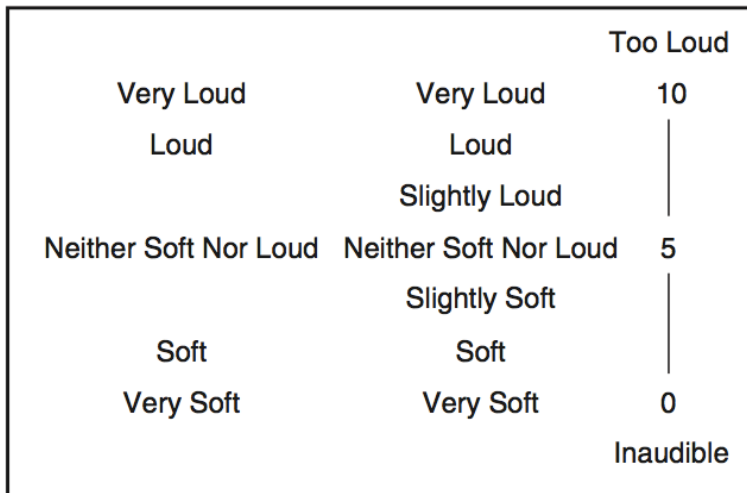 Too Loud
Very Loud Very Loud 10
Loud Loud
Slightly Loud
Neither Soft Nor Loud Neither Soft Nor Loud 5
Slightly Soft
Soft Soft
Very Soft Very Soft 0
Inaudible